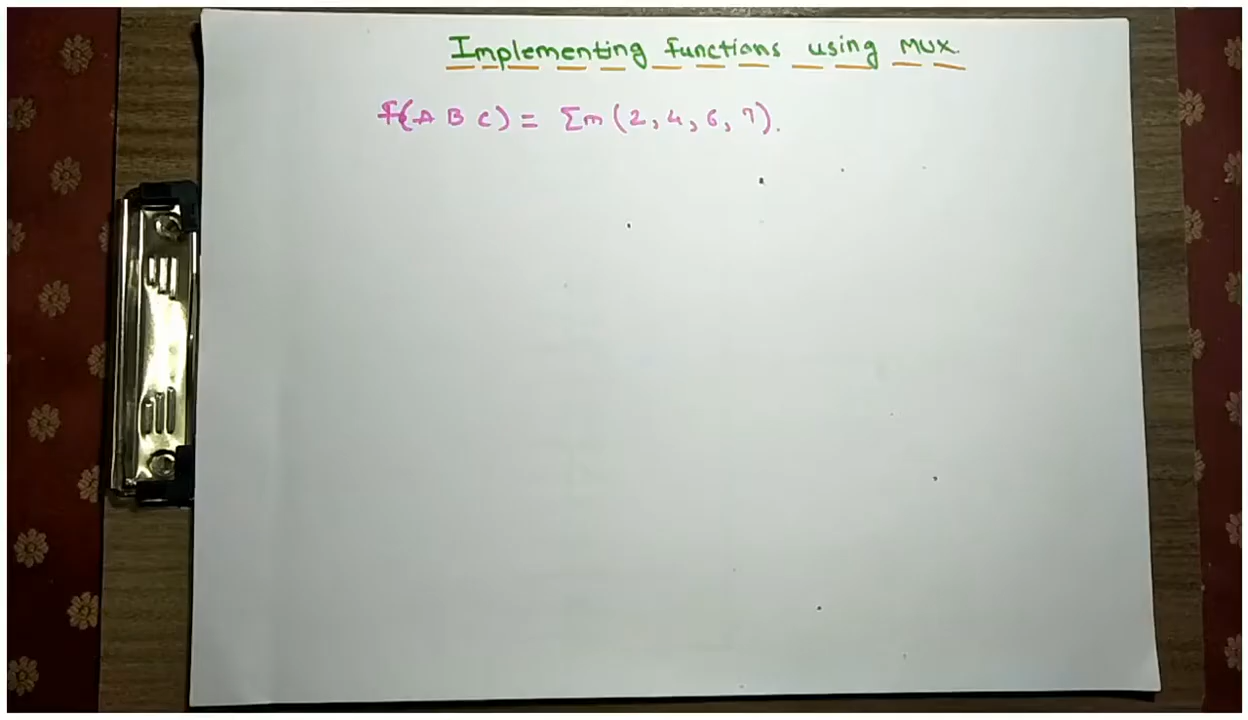 Implementing functions using MUX.
f(A B C) = Σm (2, 4, 6, 7).